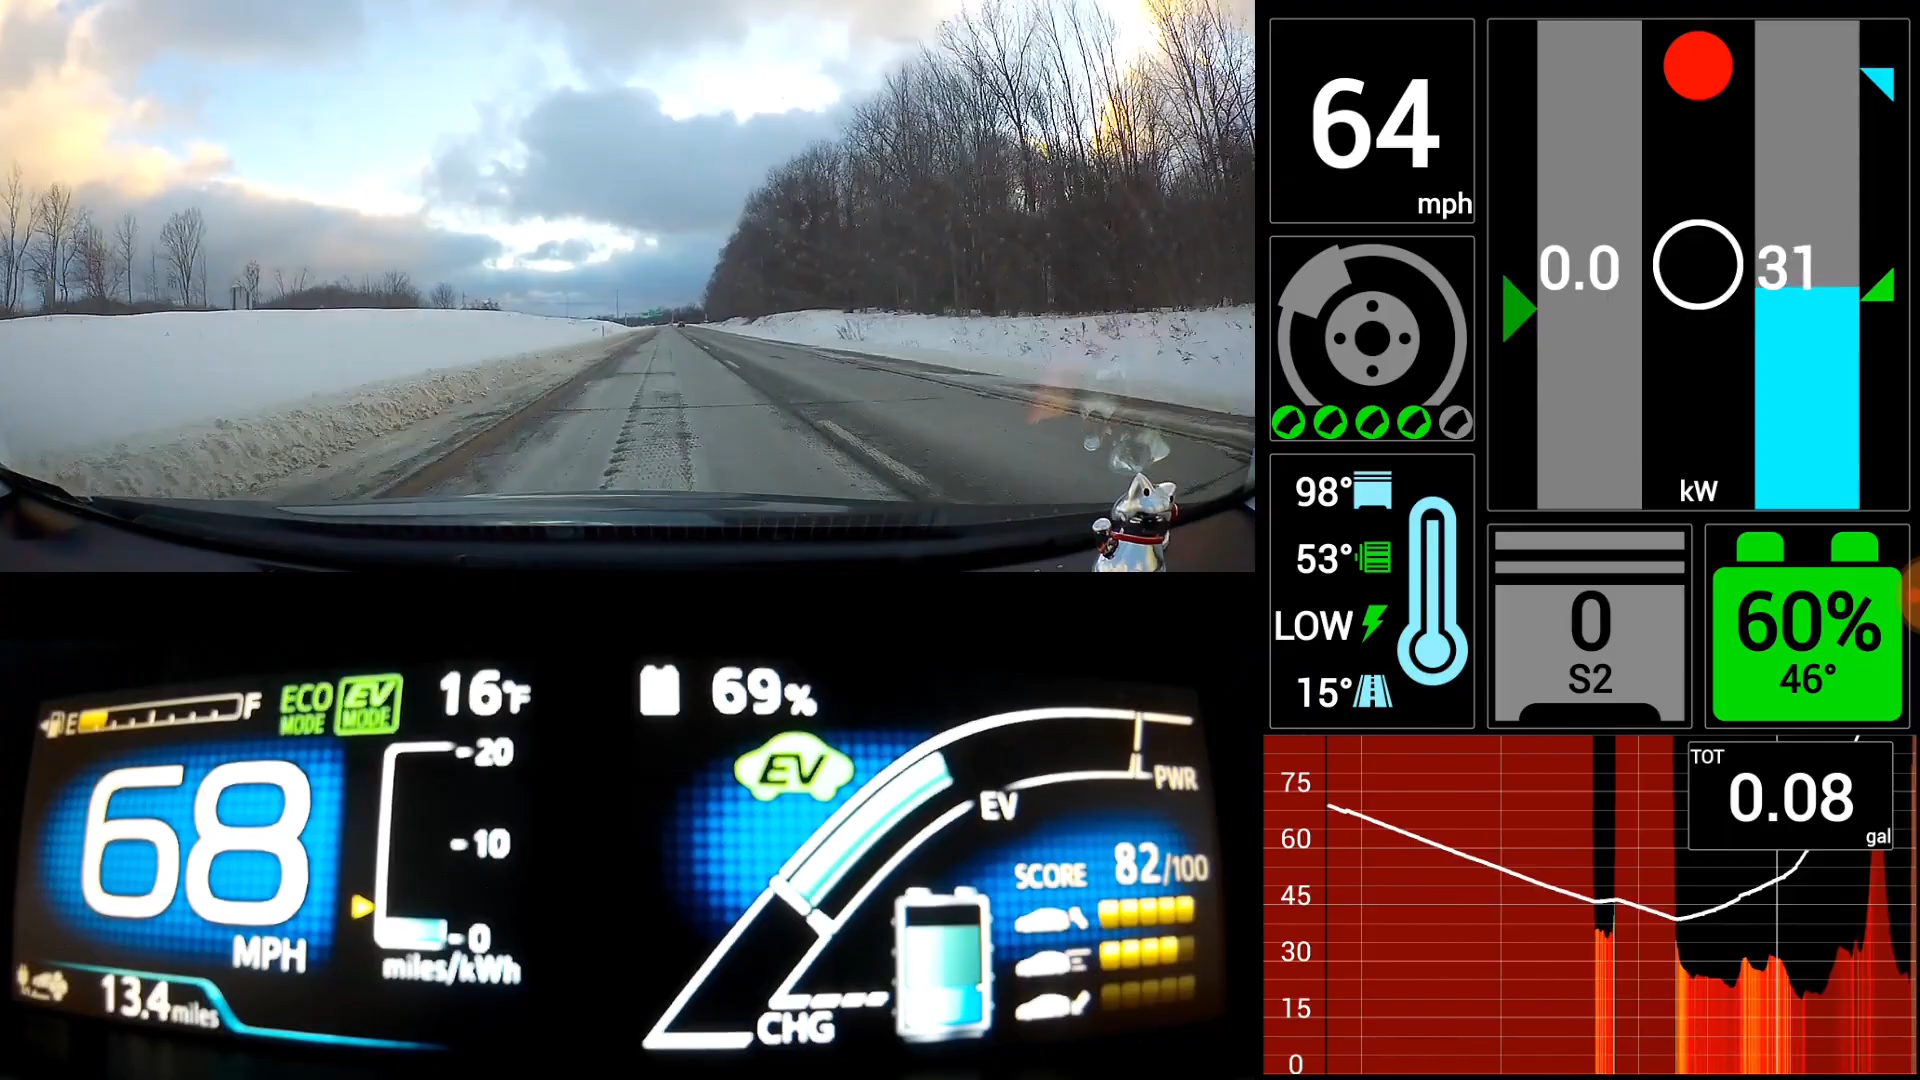 64
mph
0.0
31
kW
98°
53°
LOW
15°
0
S2
60%
46°
E
F
ECO
MODE
EV
MODE
16°F
68
MPH
20
10
0
miles/kWh
13.4 miles
69%
EV
PWR
EV
SCORE 82/100
CHG
TOT
0.08
gal
75
60
45
30
15
0